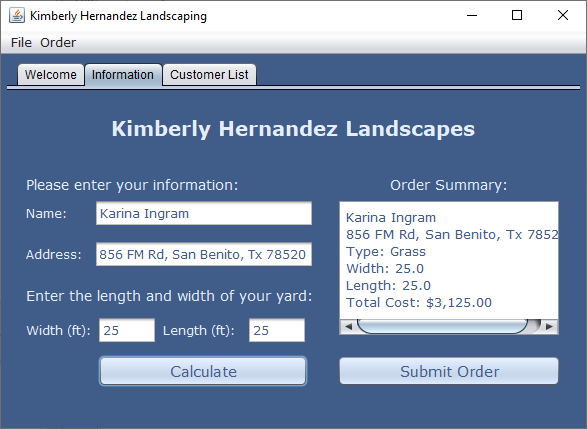 Kimberly Hernandez Landscaping
File Order
Welcome Information Customer List
Kimberly Hernandez Landscapes
Please enter your information:
Name: Karina Ingram
Address: 856 FM Rd, San Benito, Tx 78520
Enter the length and width of your yard:
Width (ft): 25 Length (ft): 25
Calculate
Order Summary:
Karina Ingram
856 FM Rd, San Benito, Tx 7852
Type: Grass
Width: 25.0
Length: 25.0
Total Cost: $3,125.00
Submit Order